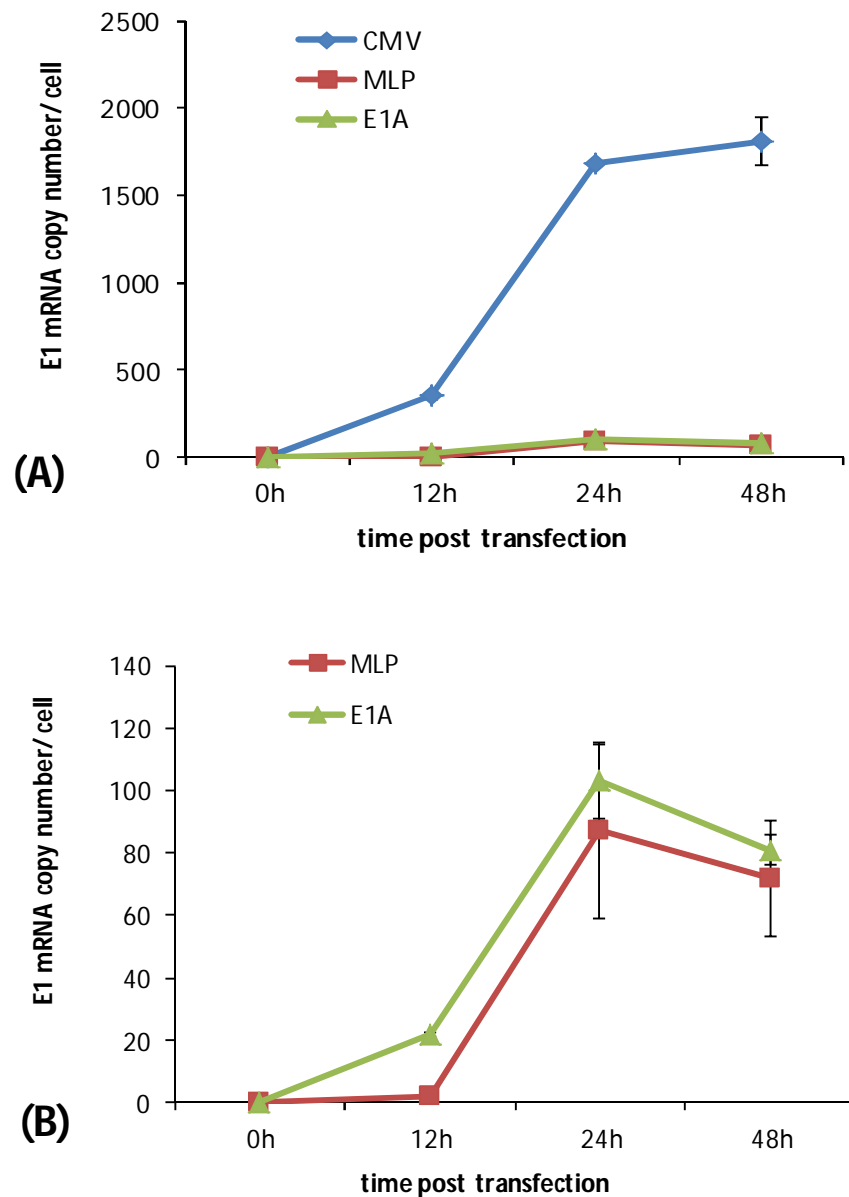 2500
2000
1500
1000
500
0
E1 mRNA copy number/cell
CMV
MLP
E1A
0h 12h 24h 48h
time post transfection
(A)
140
120
100
80
60
40
20
0
E1 mRNA copy number/cell
MLP
E1A
0h 12h 24h 48h
time post transfection
(B)